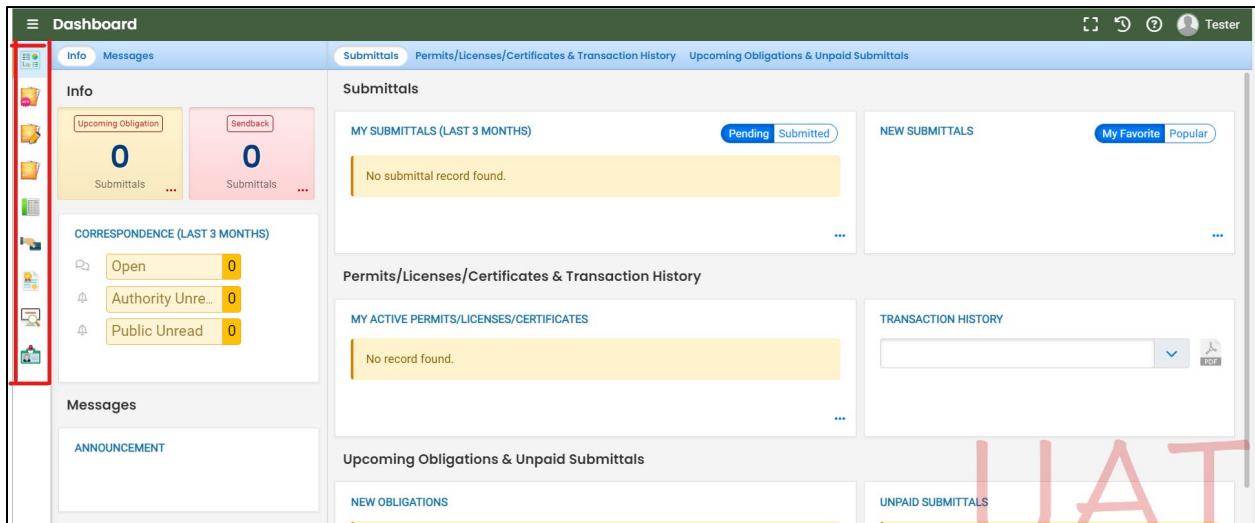 Dashboard
Tester
Info Messages
Submittals Permits/Licenses/Certificates & Transaction History Upcoming Obligations & Unpaid Submittals
Info
Upcoming Obligation
0
Submittals
...
Sendback
0
Submittals
...
CORRESPONDENCE (LAST 3 MONTHS)
Open 0
Authority Unre... 0
Public Unread 0
Messages
ANNOUNCEMENT
Submittals
MY SUBMITTALS (LAST 3 MONTHS)
Pending Submitted
No submittal record found.
...
NEW SUBMITTALS
My Favorite Popular
...
Permits/Licenses/Certificates & Transaction History
MY ACTIVE PERMITS/LICENSES/CERTIFICATES
No record found.
...
TRANSACTION HISTORY
PDF
Upcoming Obligations & Unpaid Submittals
NEW OBLIGATIONS
UNPAID SUBMITTALS
UAT